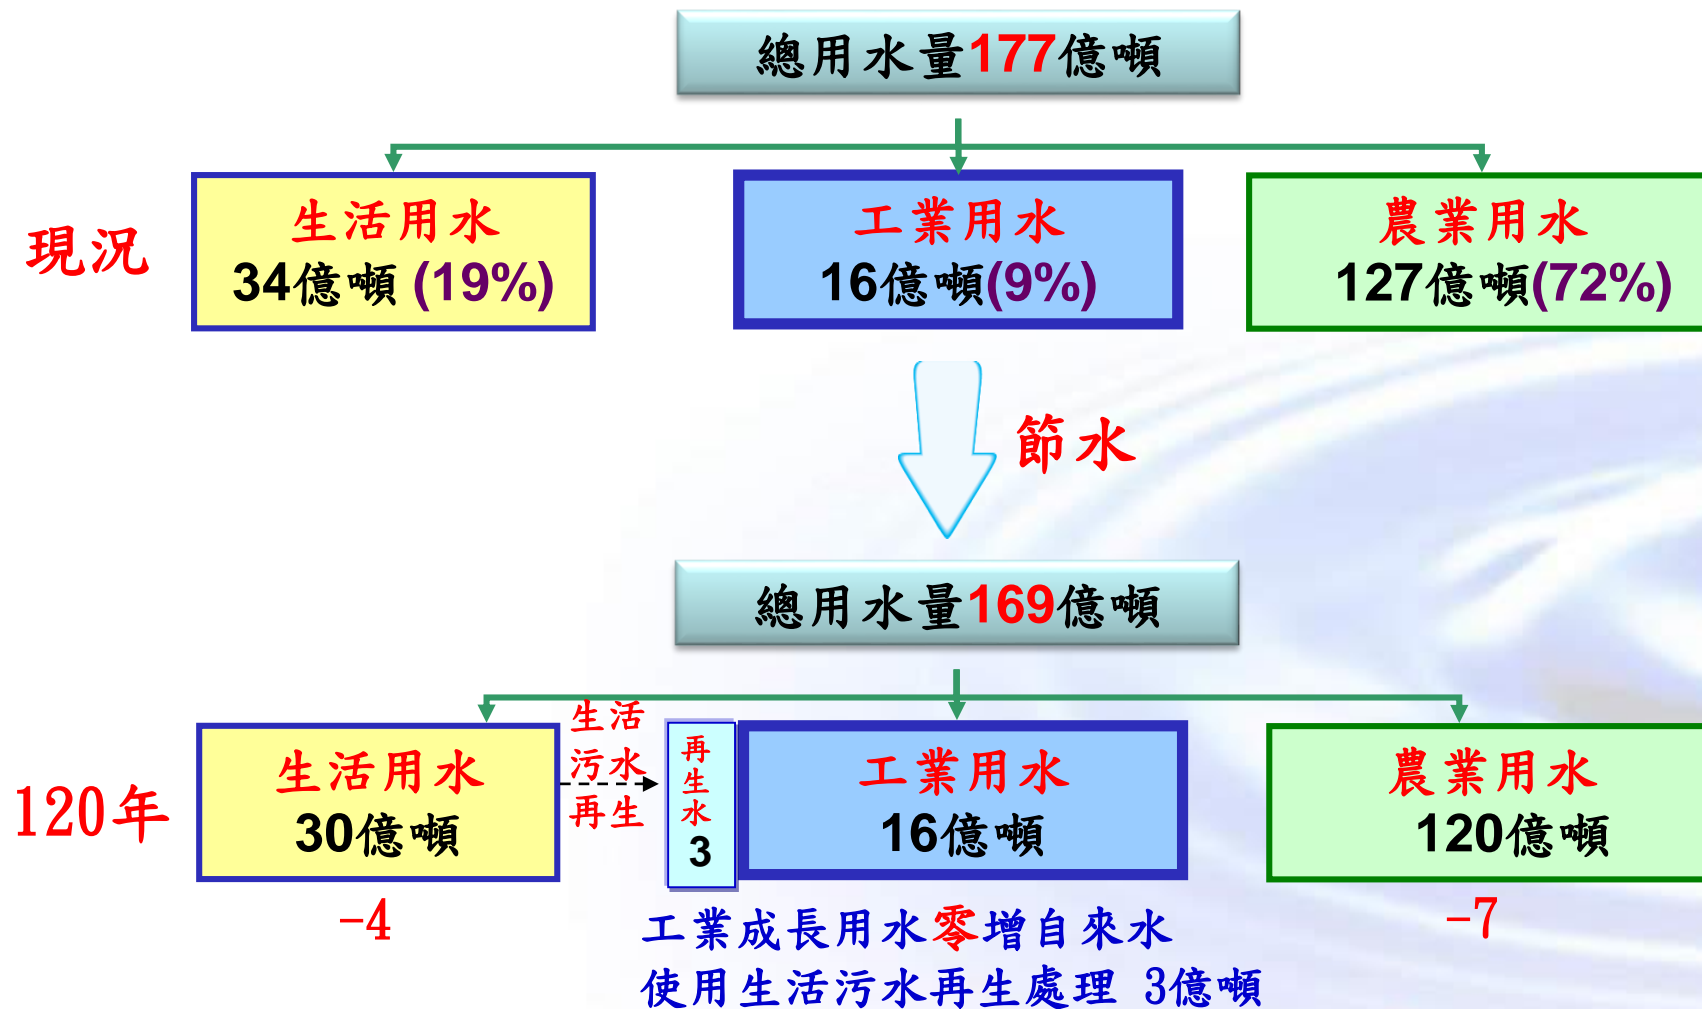 總用水量177億噸
現況
生活用水
34億噸 (19%)
工業用水
16億噸(9%)
農業用水
127億噸(72%)
節水
總用水量169億噸
120年
生活用水
30億噸
-4
生活
污水
再生
再
生
水
3
工業用水
16億噸
農業用水
120億噸
-7
工業成長用水零增自來水
使用生活污水再生處理 3億噸